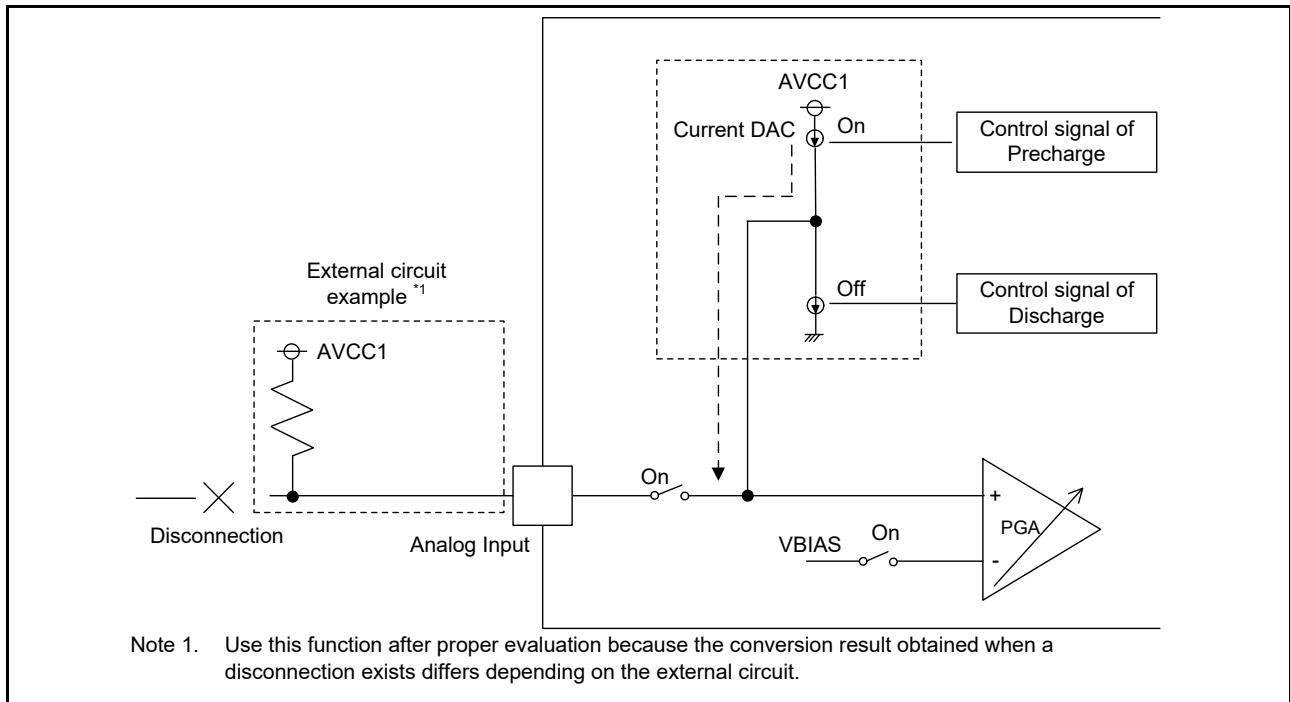 AVCC1
Current DAC
On
Control signal of
Precharge
Off
Control signal of
Discharge
External circuit
example *1
AVCC1
Disconnection
Analog Input
On
VBIAS
On
+
PGA
-
Note 1. Use this function after proper evaluation because the conversion result obtained when a
disconnection exists differs depending on the external circuit.